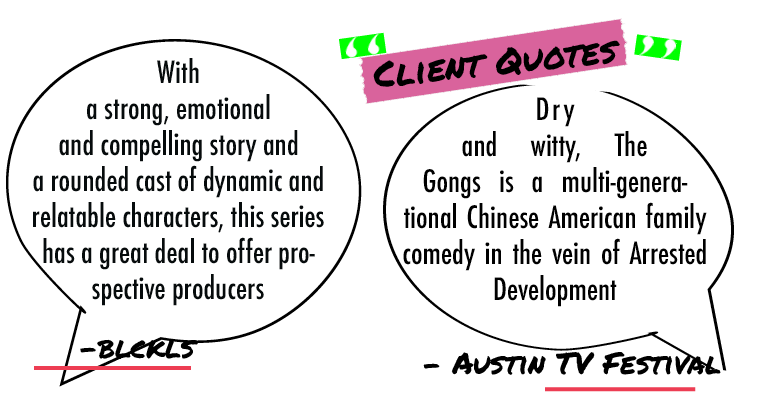 “ Client Quotes ”
With
a strong, emotional
and compelling story and
a rounded cast of dynamic and
relatable characters, this series
has a great deal to offer pro-
spective producers
-BLCKLS
Dry
and witty, The
Gongs is a multi-genera-
tional Chinese American family
comedy in the vein of Arrested
Development
- Austin TV Festival